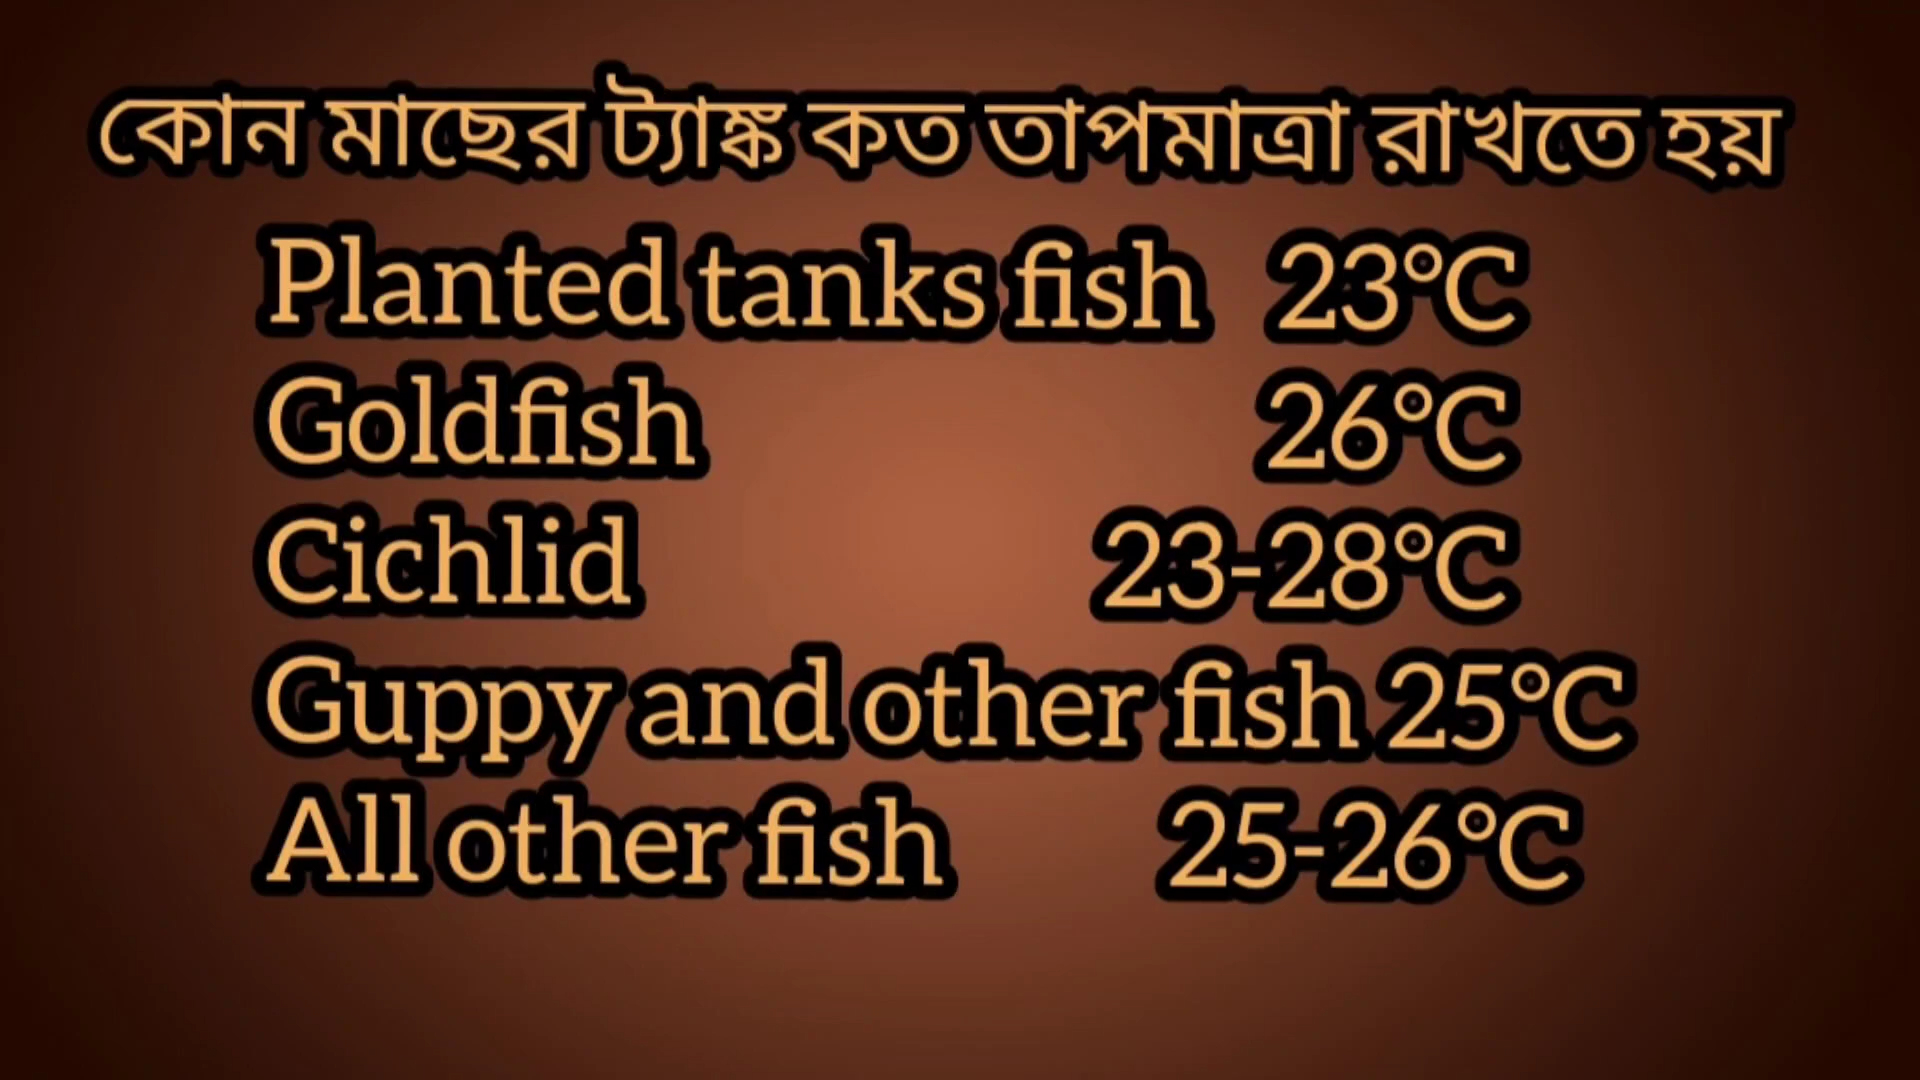 কোন মাছের ট্যাঙ্ক কত তাপমাত্রা রাখতে হয়
Planted tanks fish 23°C
Goldfish 26°C
Cichlid 23-28°C
Guppy and other fish 25°C
All other fish 25-26°C